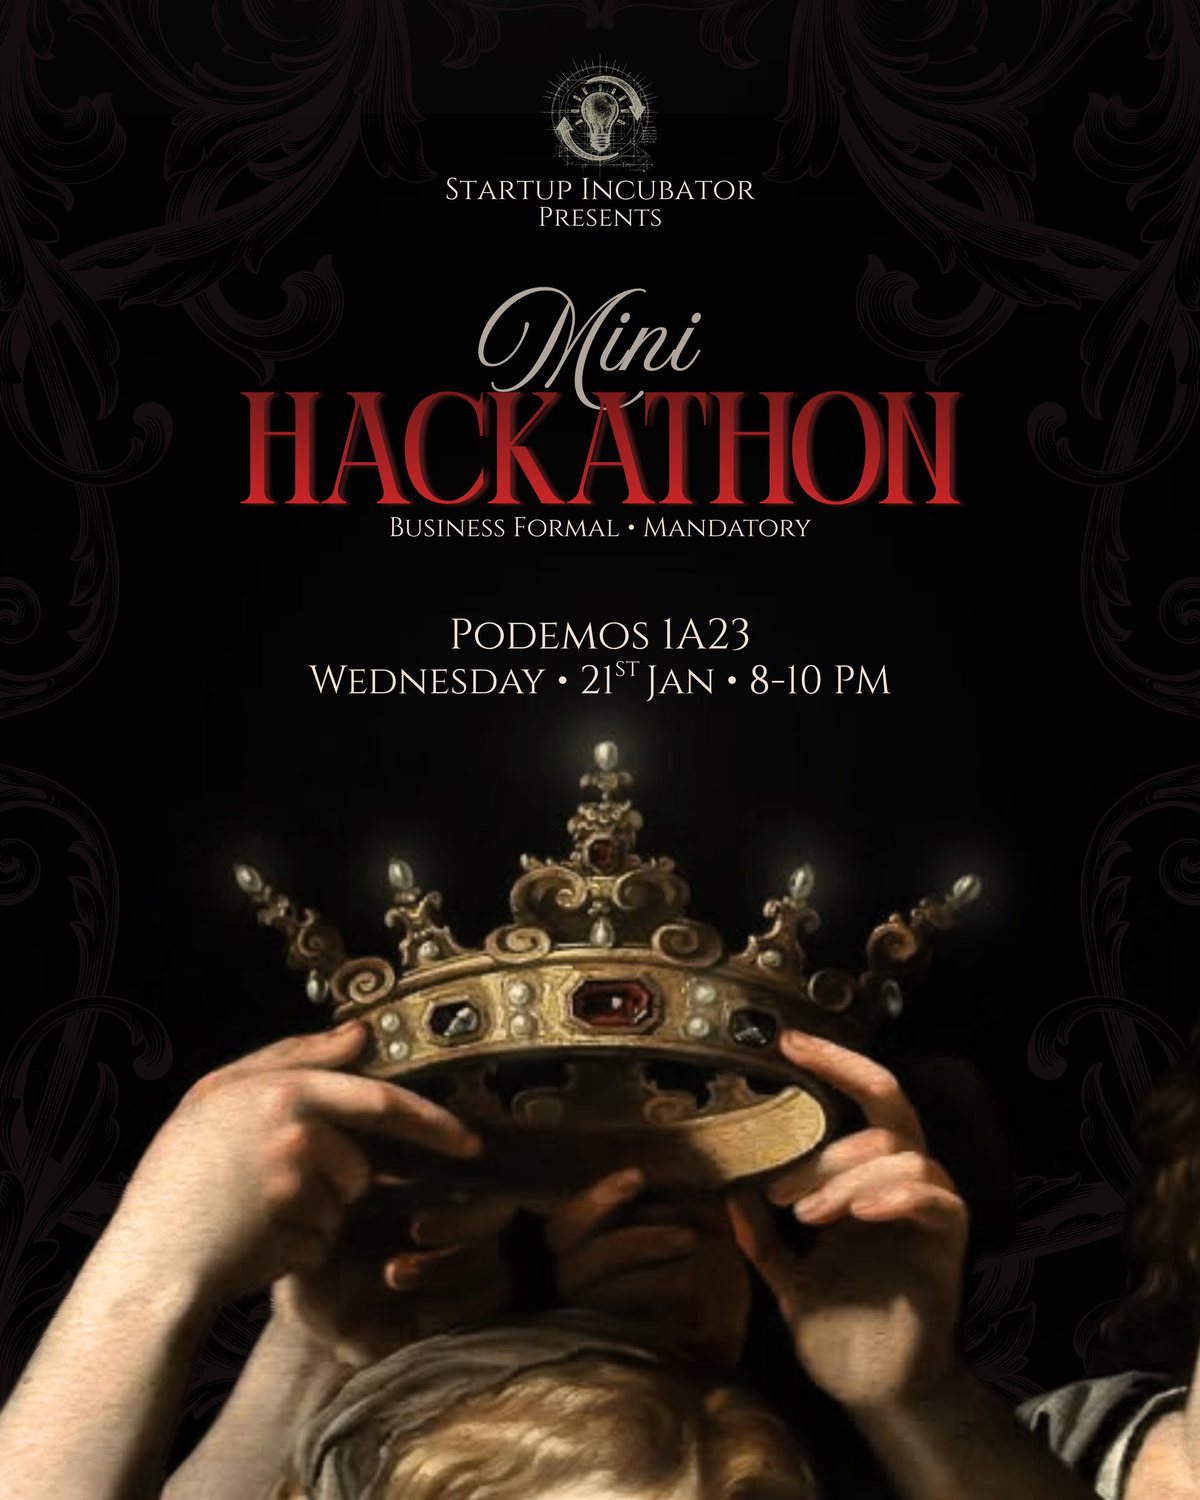 Startup Incubator
Presents
Mini
HACKATHON
Business Formal • Mandatory
Podemos 1A23
Wednesday • 21ST Jan • 8-10 PM